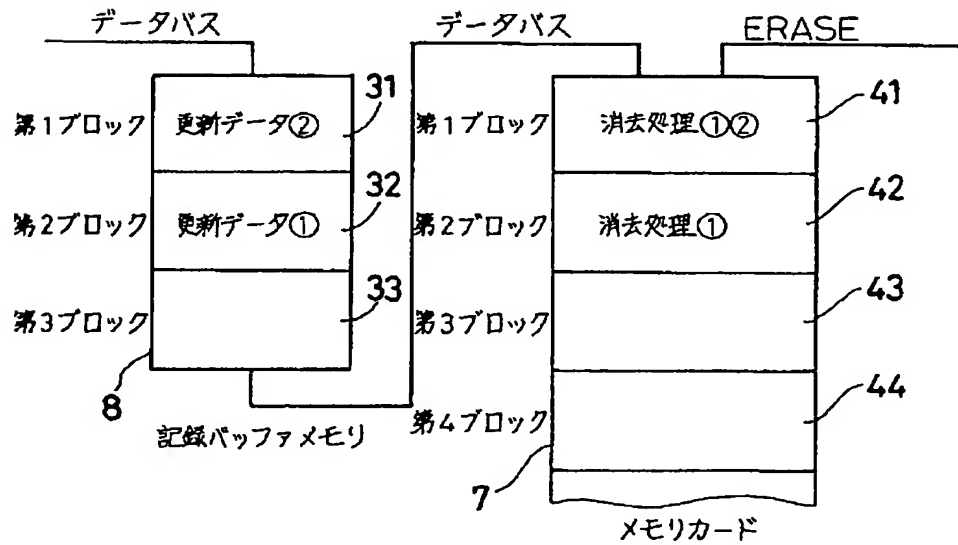 データバス
データバス
ERASE
31
第1ブロック
更新データ②
32
第2ブロック
更新データ①
33
第3ブロック
8
記録バッファメモリ
41
第1ブロック
消去処理①②
42
第2ブロック
消去処理①
43
第3ブロック
44
第4ブロック
7
メモリカード